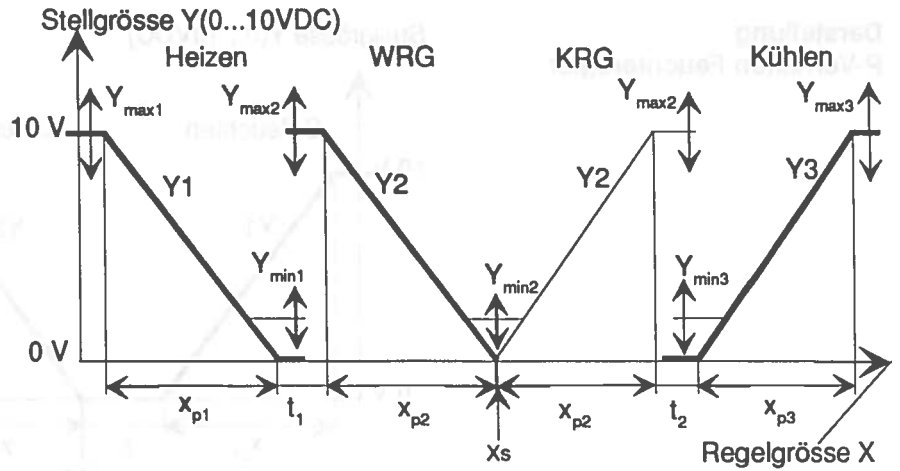 Stellgrösse Y(0...10VDC)
Heizen WRG KRG Kühlen
Ymax1 Ymax2 Ymax2 Ymax3
10 V
Y1 Y2 Y2 Y3
Ymin1 Ymin2 Ymin3
0 V
xp1 t1 xp2 xp2 t2 xp3
xs
Regelgrösse X